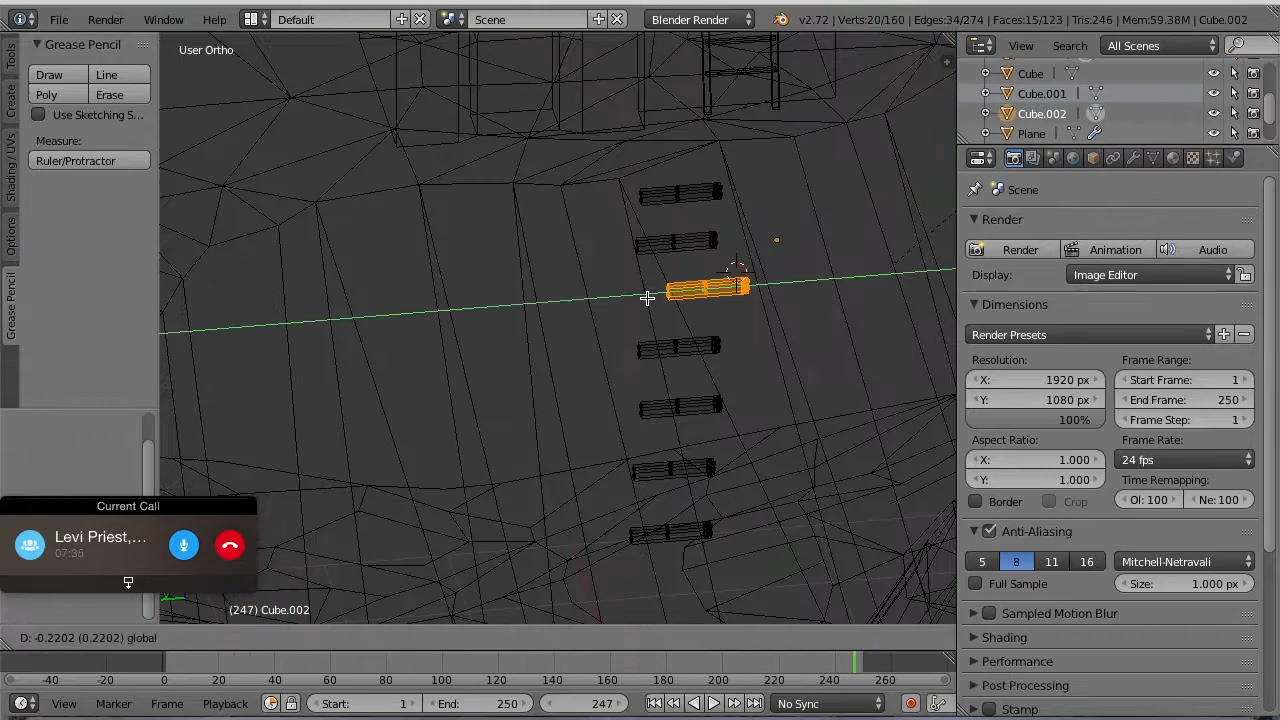 File Render Window Help Default Scene Blender Render v2.72 | Verts:20/160 | Edges:34/274 | Faces:15/123 | Tris:246 | Mem:59.38M | Cube.002
Grease Pencil
Draw Line
Poly Erase
Use Sketching S...
Measure:
Ruler/Protractor
Tools
Create
Shading / UVs
Options
Grease Pencil
User Ortho
(247) Cube.002
Current Call
Levi Priest,...
07:35
D: -0.2202 (0.2202) global
View Search All Scenes
Cube
Cube.001
Cube.002
Plane
Scene
Render
Render Animation Audio
Display: Image Editor
Dimensions
Render Presets
Resolution: Frame Range:
X: 1920 px Start Frame: 1
Y: 1080 px End Frame: 250
100% Frame Step: 1
Aspect Ratio: Frame Rate:
X: 1.000 24 fps
Y: 1.000 Time Remapping:
Border Crop Ol: 100 Ne: 100
Anti-Aliasing
5 8 11 16 Mitchell-Netravali
Full Sample Size: 1.000 px
Sampled Motion Blur
Shading
Performance
Post Processing
Stamp
-40 -20 0 20 40 60 80 100 120 140 160 180 200 220 240 260
View Marker Frame Playback Start: 1 End: 250 247 No Sync